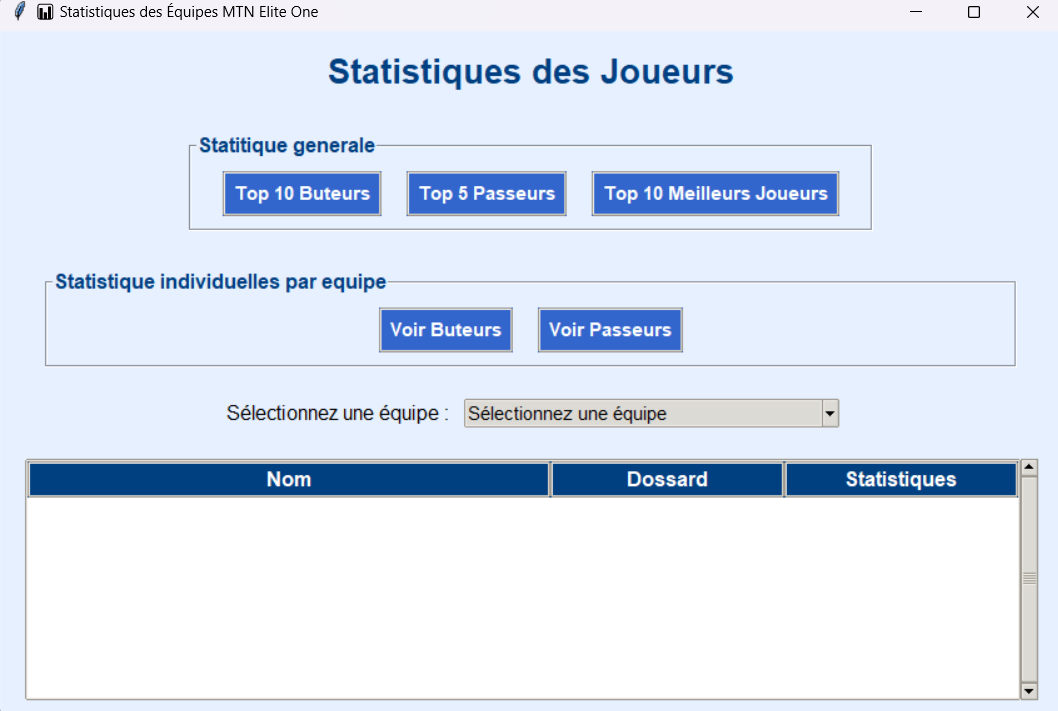 Statistiques des Équipes MTN Elite One
Statistiques des Joueurs
Statitique generale
Top 10 Buteurs
Top 5 Passeurs
Top 10 Meilleurs Joueurs
Statistique individuelles par equipe
Voir Buteurs
Voir Passeurs
Sélectionnez une équipe : Sélectionnez une équipe
Nom Dossard Statistiques